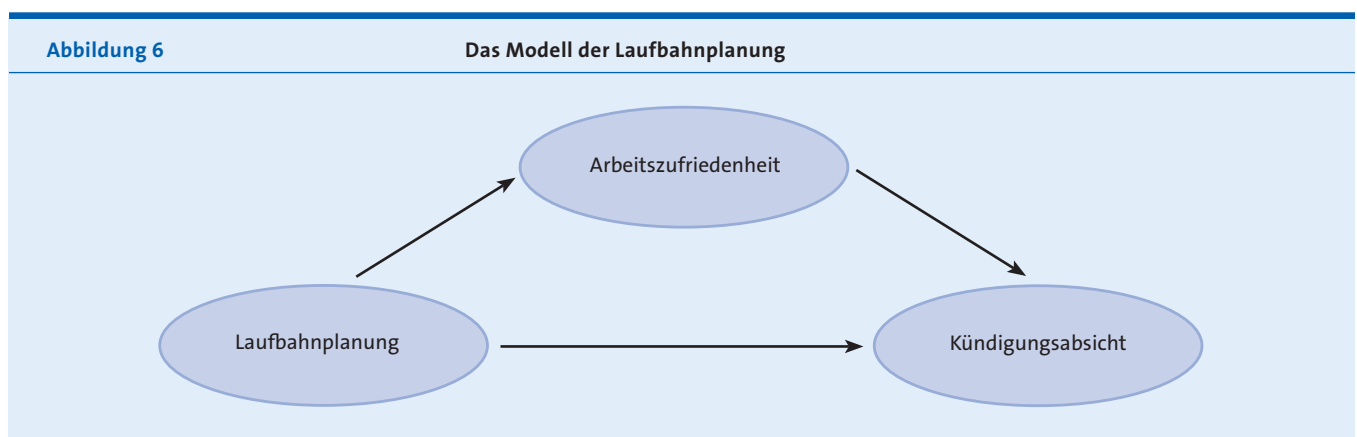 Abbildung 6 Das Modell der Laufbahnplanung
Arbeitszufriedenheit
Laufbahnplanung Kündigungsabsicht